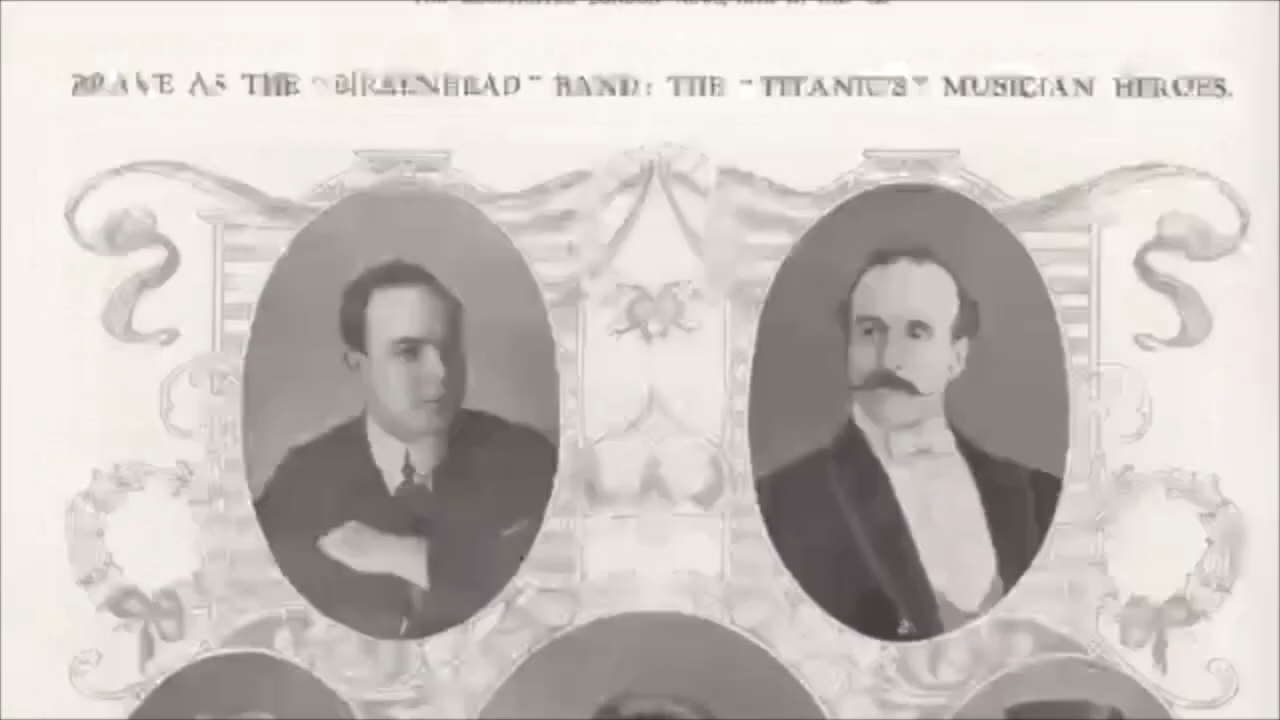 BRAVE AS THE "BIRKENHEAD" BAND: THE "TITANIC'S" MUSICIAN HEROES.